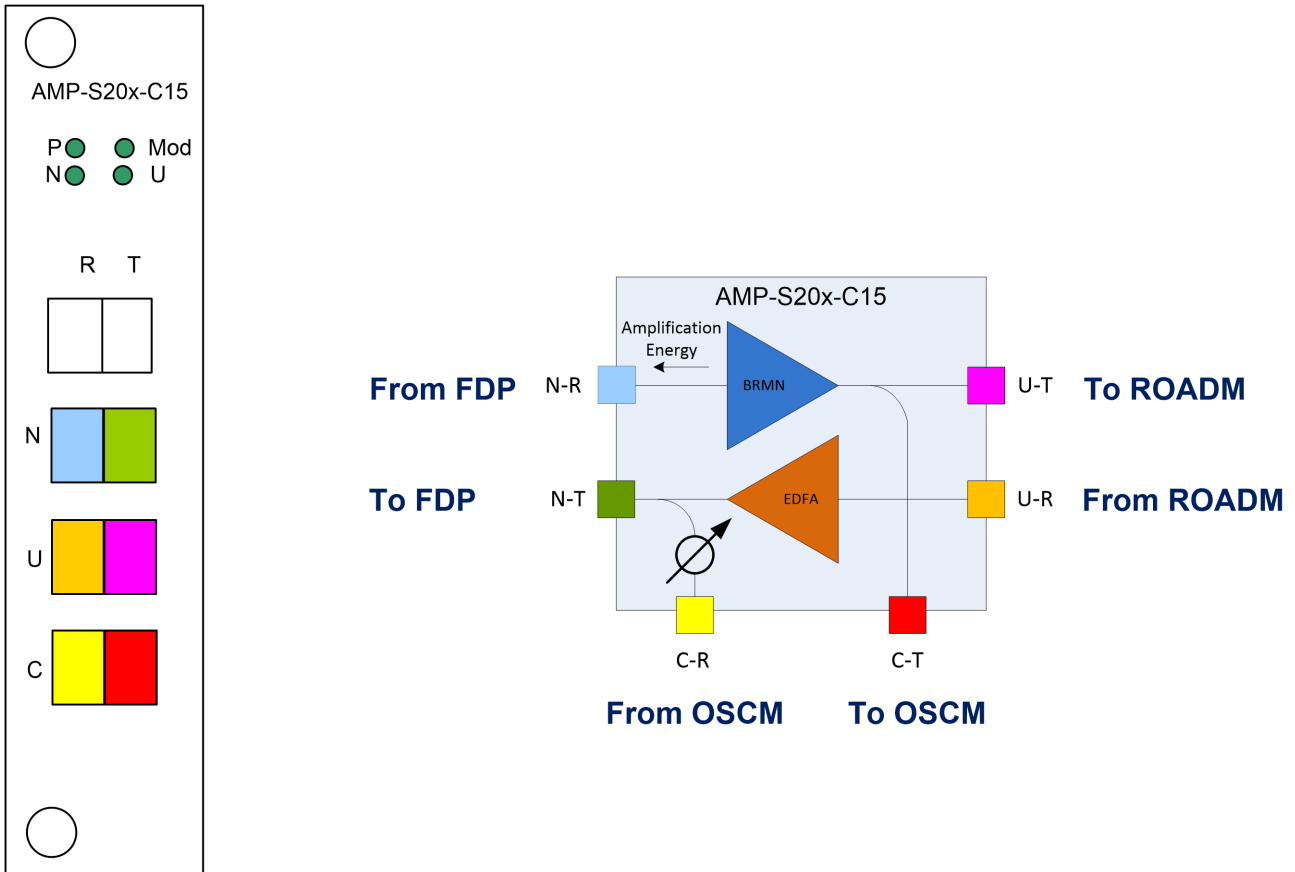 AMP-S20x-C15
P Mod
N U
R T
N
U
C
AMP-S20x-C15
Amplification
Energy
From FDP N-R BRMN U-T To ROADM
To FDP N-T EDFA U-R From ROADM
C-R C-T
From OSCM To OSCM